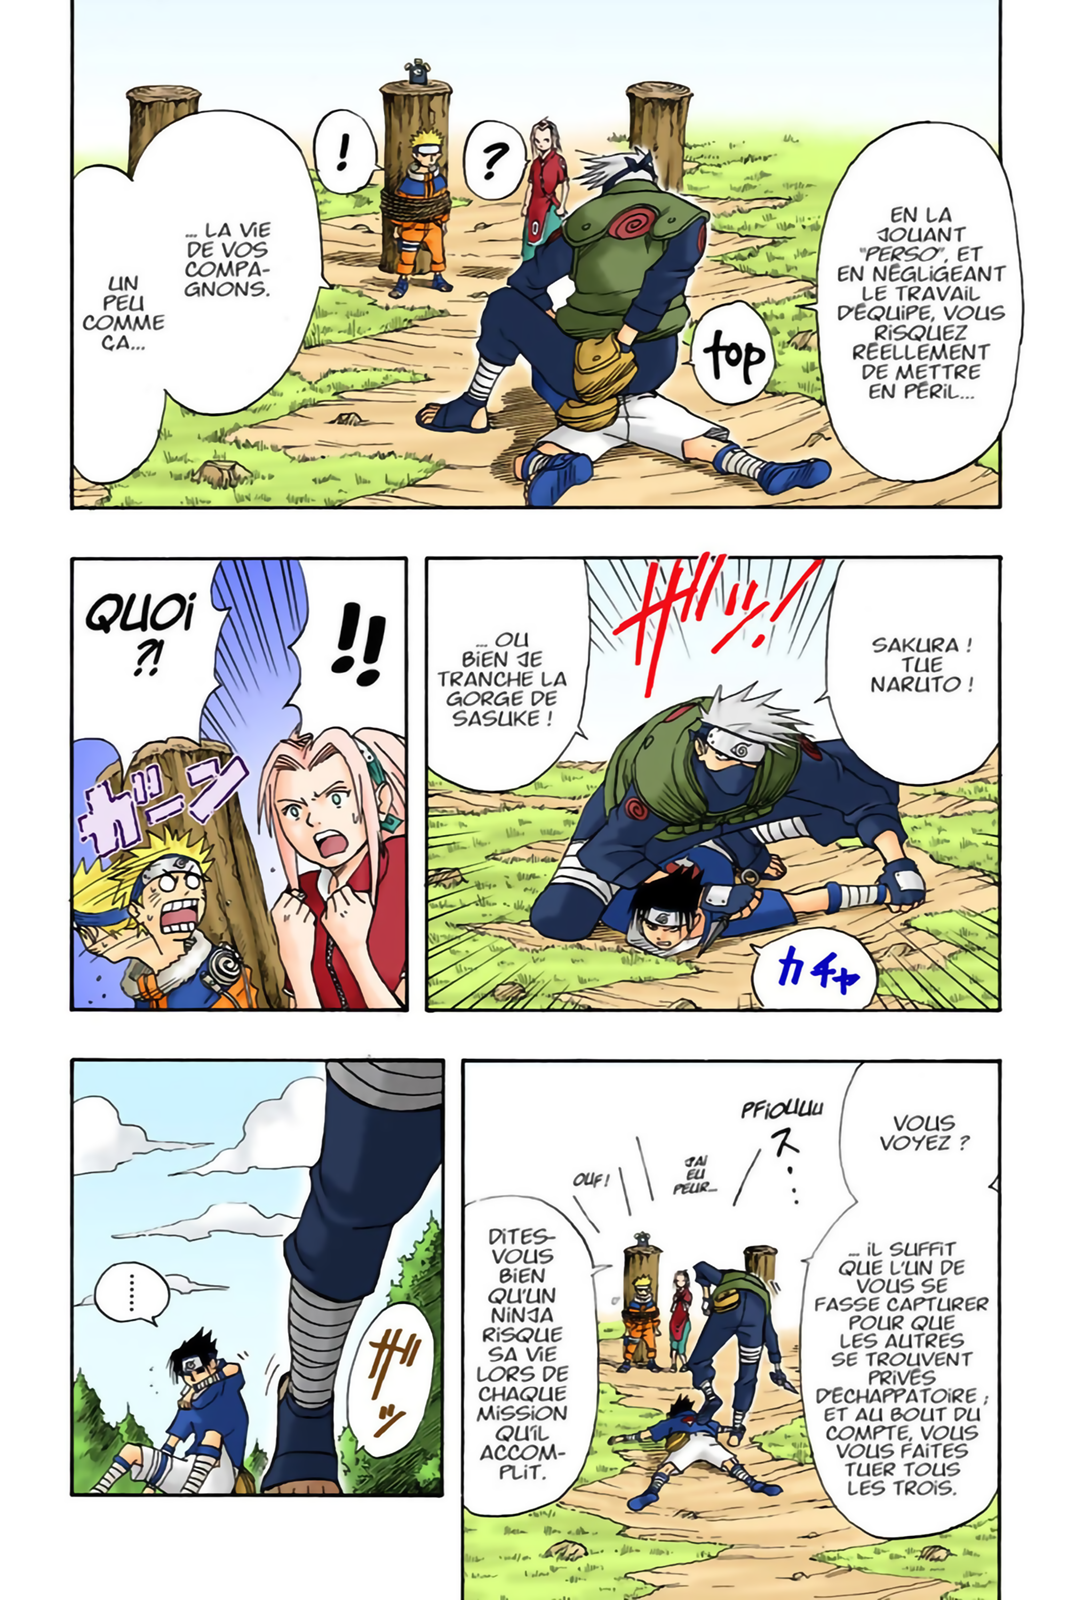 EN LA
JOUANT
"PERSO", ET
EN NÉGLIGEANT
LE TRAVAIL
D'ÉQUIPE, VOUS
RISQUEZ
RÉELLEMENT
DE METTRE
EN PÉRIL...
?
!
top
... LA VIE
DE VOS
COMPA-
GNONS.
UN
PEU
COMME
ÇA...
SAKURA !
TUE
NARUTO !
... OU
BIEN JE
TRANCHE LA
GORGE DE
SASUKE !
ザッ!
カチャ
!!
QUOI
?!
ガーン
VOUS
VOYEZ ?
... IL SUFFIT
QUE L'UN DE
VOUS SE
FASSE CAPTURER
POUR QUE
LES AUTRES
SE TROUVENT
PRIVÉS
D'ÉCHAPPATOIRE ;
ET AU BOUT DU
COMPTE, VOUS
VOUS FAITES
TUER TOUS
LES TROIS.
PFIOUUU
ス...
J'AI
EU
PEUR...
OUF !
DITES-
VOUS
BIEN
QU'UN
NINJA
RISQUE
SA VIE
LORS DE
CHAQUE
MISSION
QU'IL
ACCOM-
PLIT.
ザッ
......